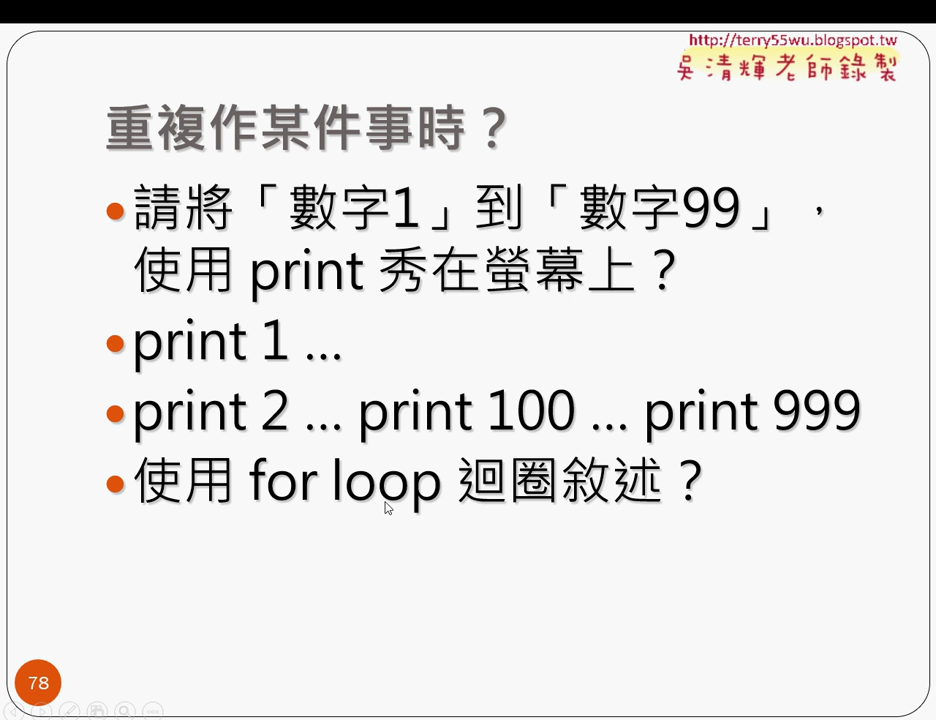 http://terry55wu.blogspot.tw
吳清輝老師錄製
重複作某件事時？
•請將「數字1」到「數字99」，
使用 print 秀在螢幕上？
•print 1 …
•print 2 … print 100 … print 999
•使用 for loop 迴圈敘述？
78